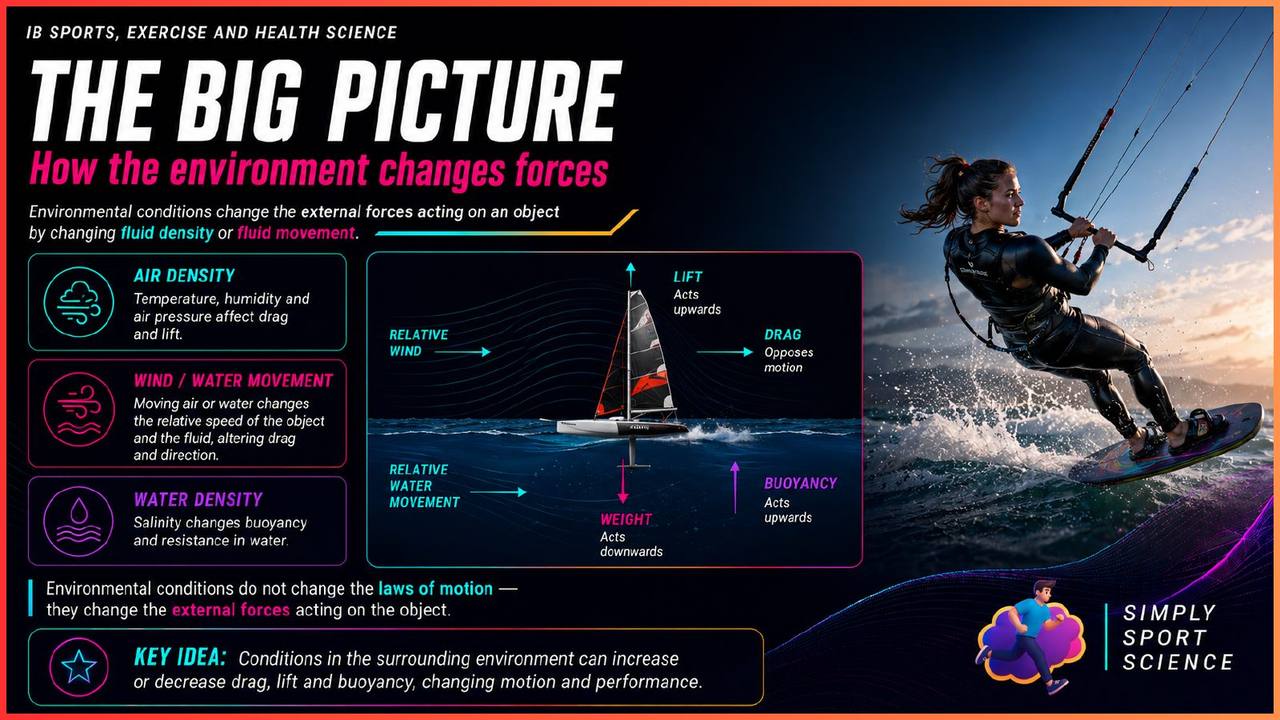 IB SPORTS, EXERCISE AND HEALTH SCIENCE
THE BIG PICTURE
How the environment changes forces
Environmental conditions change the external forces acting on an object
by changing fluid density or fluid movement.
AIR DENSITY
Temperature, humidity and
air pressure affect drag
and lift.
WIND / WATER MOVEMENT
Moving air or water changes
the relative speed of the object
and the fluid, altering drag
and direction.
WATER DENSITY
Salinity changes buoyancy
and resistance in water.
LIFT
Acts
upwards
RELATIVE
WIND
DRAG
Opposes
motion
RELATIVE
WATER
MOVEMENT
BUOYANCY
Acts
upwards
WEIGHT
Acts
downwards
Environmental conditions do not change the laws of motion —
they change the external forces acting on the object.
KEY IDEA: Conditions in the surrounding environment can increase
or decrease drag, lift and buoyancy, changing motion and performance.
SIMPLY
SPORT
SCIENCE